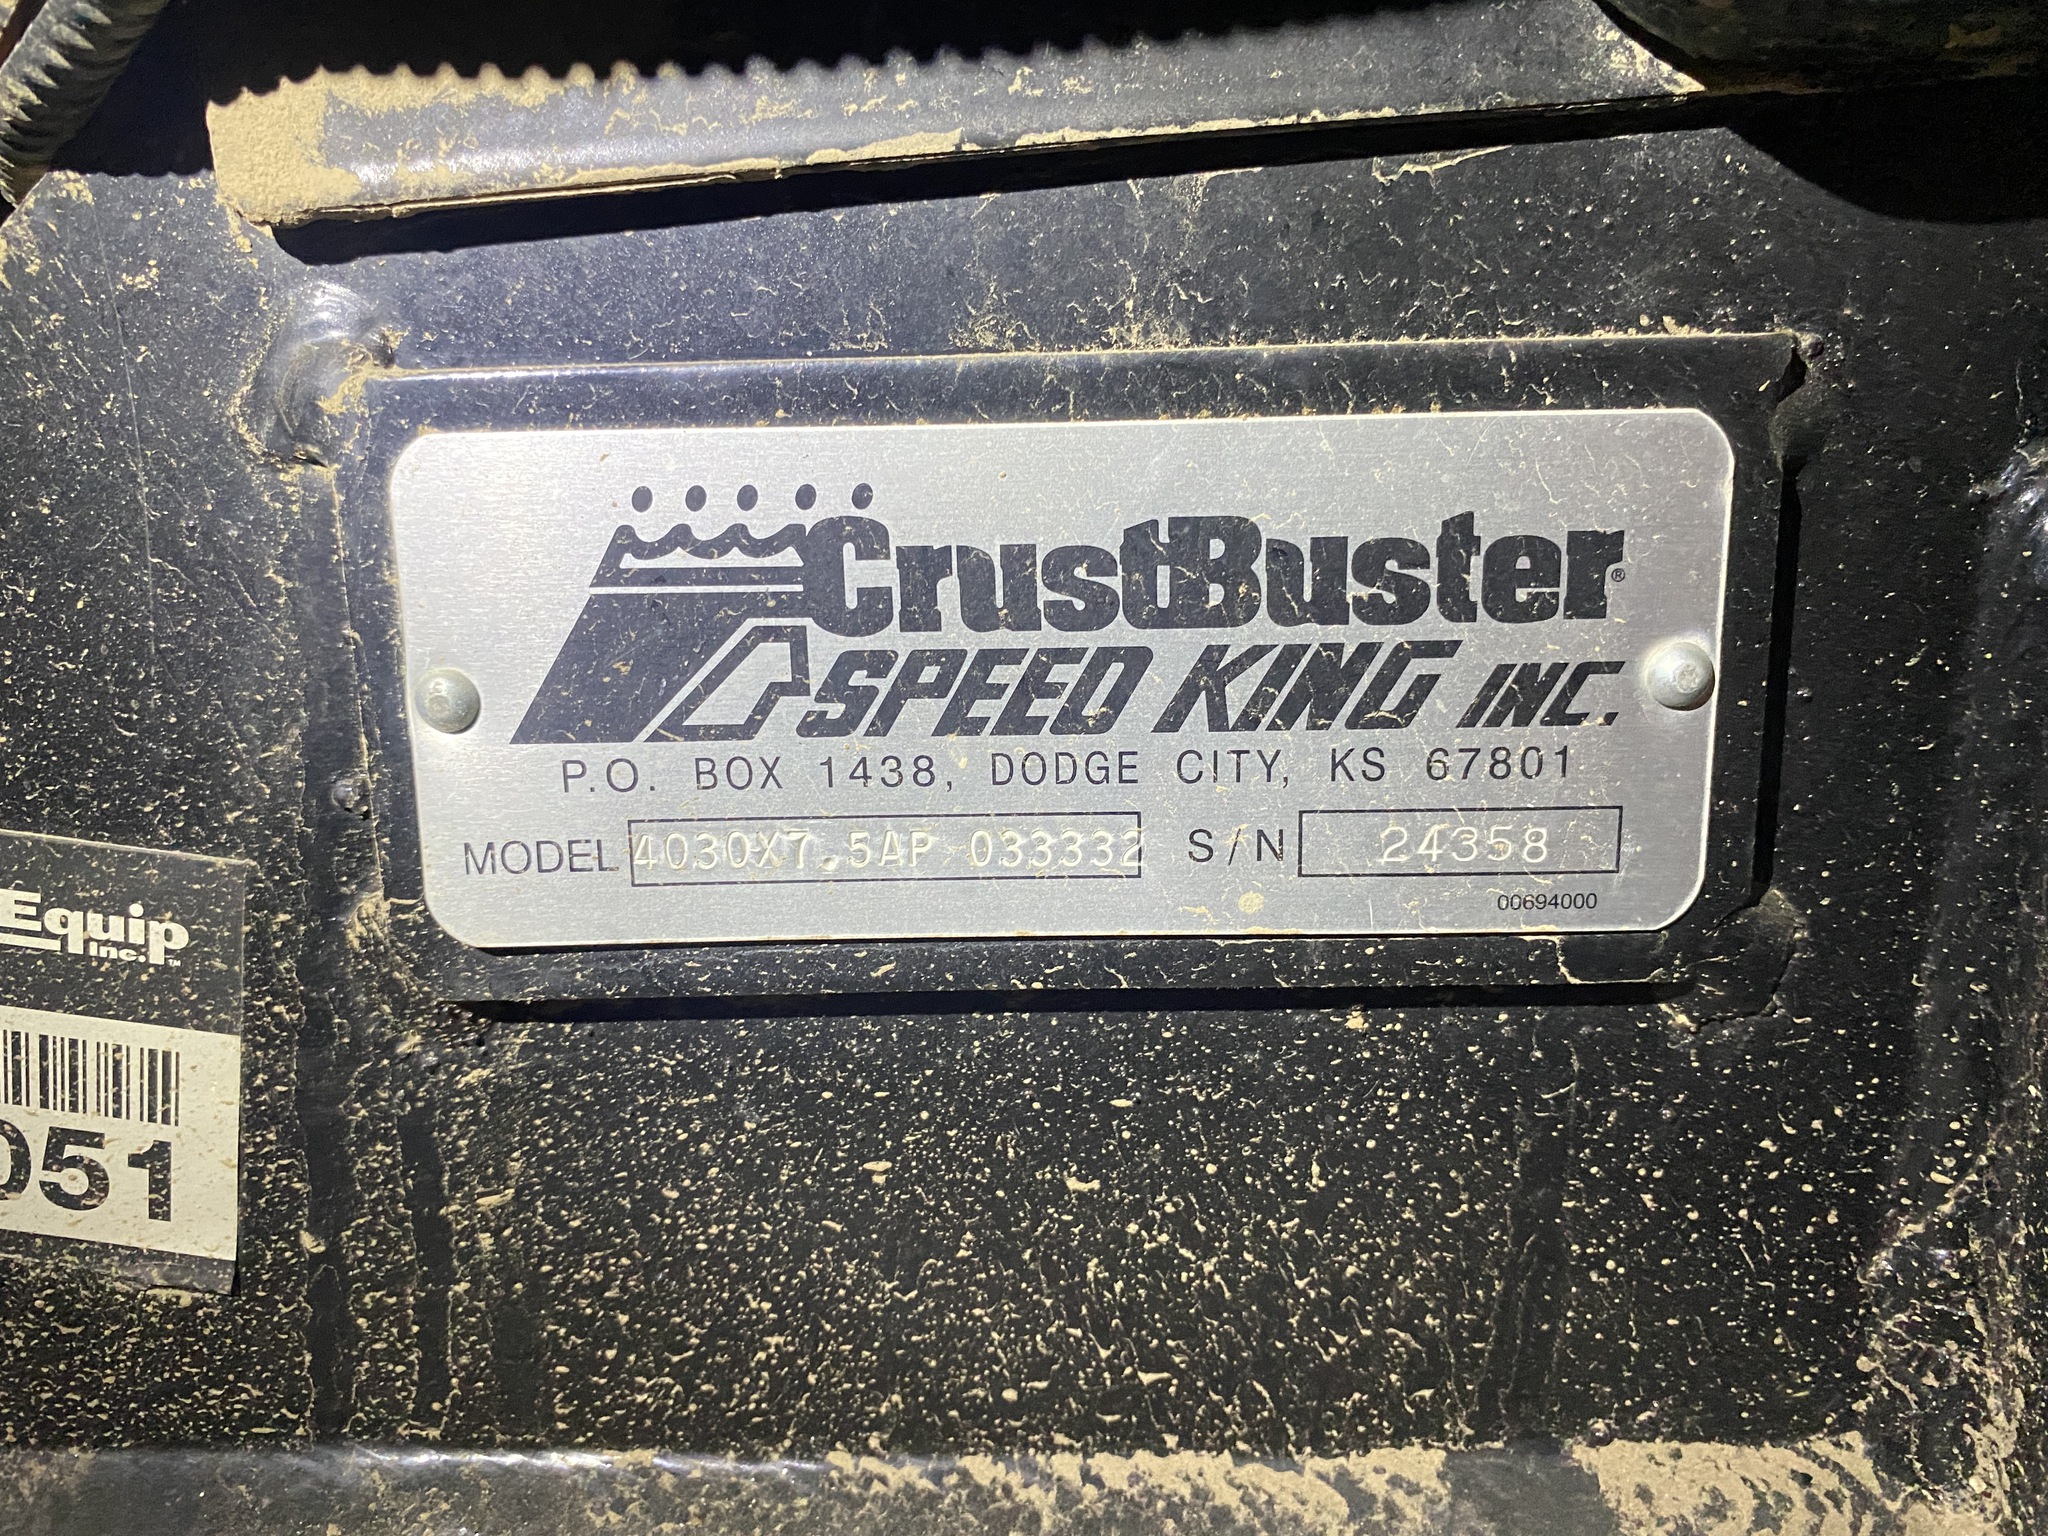 CrustBuster®
SPEED KING INC.
P.O. BOX 1438, DODGE CITY, KS 67801
MODEL 4030X7.5AP 033332 S/N 24358
00694000
Equip
inc.™
051